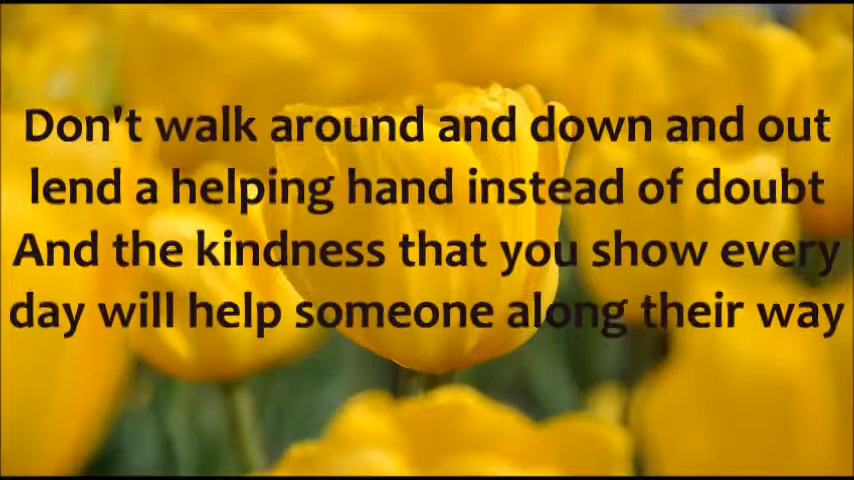 Don't walk around and down and out
lend a helping hand instead of doubt
And the kindness that you show every
day will help someone along their way